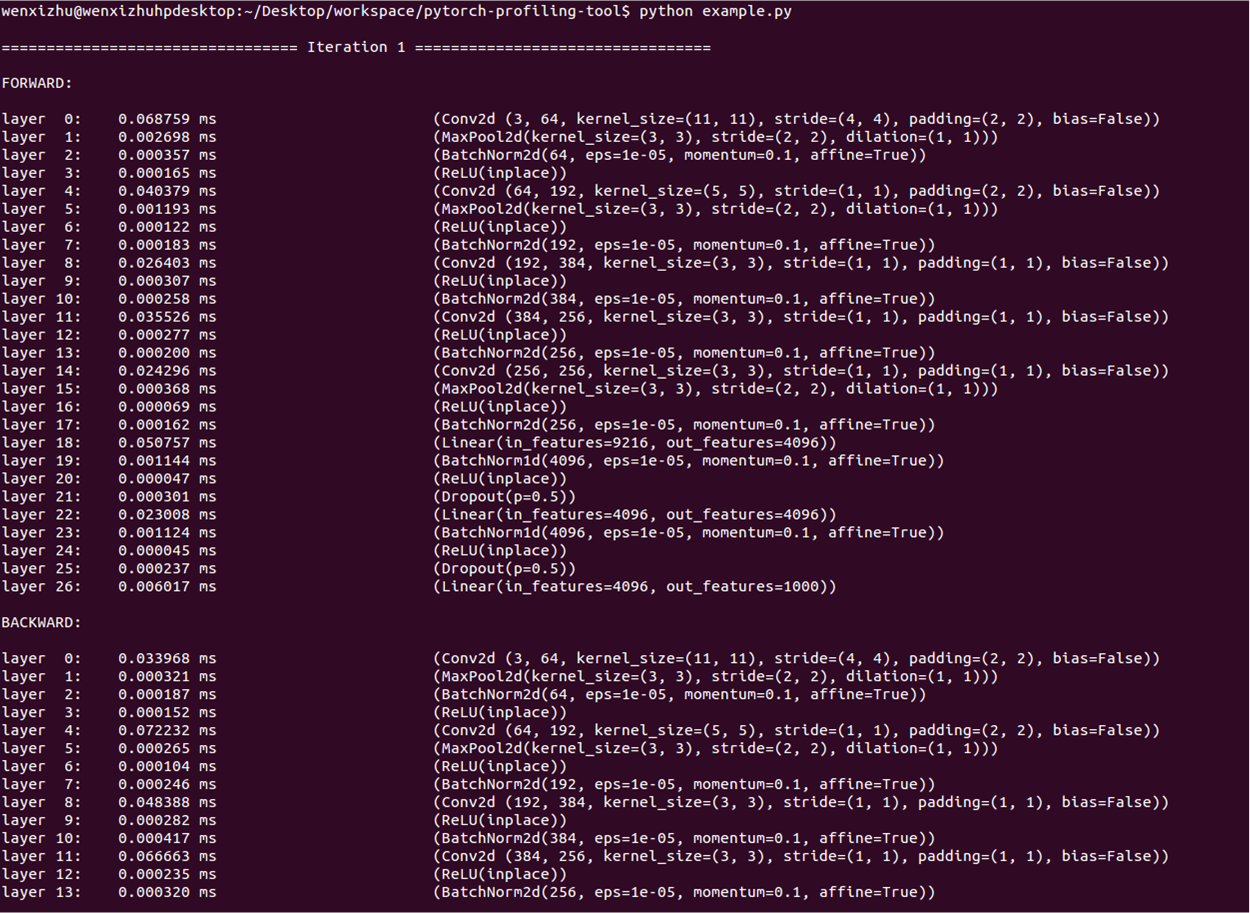 wenxizhu@wenxizhuhpdesktop:~/Desktop/workspace/pytorch-profiling-tool$ python example.py
================================= Iteration 1 =================================
FORWARD:
layer  0:    0.068759 ms    (Conv2d (3, 64, kernel_size=(11, 11), stride=(4, 4), padding=(2, 2), bias=False))
layer  1:    0.002698 ms    (MaxPool2d(kernel_size=(3, 3), stride=(2, 2), dilation=(1, 1)))
layer  2:    0.000357 ms    (BatchNorm2d(64, eps=1e-05, momentum=0.1, affine=True))
layer  3:    0.000165 ms    (ReLU(inplace))
layer  4:    0.040379 ms    (Conv2d (64, 192, kernel_size=(5, 5), stride=(1, 1), padding=(2, 2), bias=False))
layer  5:    0.001193 ms    (MaxPool2d(kernel_size=(3, 3), stride=(2, 2), dilation=(1, 1)))
layer  6:    0.000122 ms    (ReLU(inplace))
layer  7:    0.000183 ms    (BatchNorm2d(192, eps=1e-05, momentum=0.1, affine=True))
layer  8:    0.026403 ms    (Conv2d (192, 384, kernel_size=(3, 3), stride=(1, 1), padding=(1, 1), bias=False))
layer  9:    0.000307 ms    (ReLU(inplace))
layer 10:    0.000258 ms    (BatchNorm2d(384, eps=1e-05, momentum=0.1, affine=True))
layer 11:    0.035526 ms    (Conv2d (384, 256, kernel_size=(3, 3), stride=(1, 1), padding=(1, 1), bias=False))
layer 12:    0.000277 ms    (ReLU(inplace))
layer 13:    0.000200 ms    (BatchNorm2d(256, eps=1e-05, momentum=0.1, affine=True))
layer 14:    0.024296 ms    (Conv2d (256, 256, kernel_size=(3, 3), stride=(1, 1), padding=(1, 1), bias=False))
layer 15:    0.000368 ms    (MaxPool2d(kernel_size=(3, 3), stride=(2, 2), dilation=(1, 1)))
layer 16:    0.000069 ms    (ReLU(inplace))
layer 17:    0.000162 ms    (BatchNorm2d(256, eps=1e-05, momentum=0.1, affine=True))
layer 18:    0.050757 ms    (Linear(in_features=9216, out_features=4096))
layer 19:    0.001144 ms    (BatchNorm1d(4096, eps=1e-05, momentum=0.1, affine=True))
layer 20:    0.000047 ms    (ReLU(inplace))
layer 21:    0.000301 ms    (Dropout(p=0.5))
layer 22:    0.023008 ms    (Linear(in_features=4096, out_features=4096))
layer 23:    0.001124 ms    (BatchNorm1d(4096, eps=1e-05, momentum=0.1, affine=True))
layer 24:    0.000045 ms    (ReLU(inplace))
layer 25:    0.000237 ms    (Dropout(p=0.5))
layer 26:    0.006017 ms    (Linear(in_features=4096, out_features=1000))
BACKWARD:
layer  0:    0.033968 ms    (Conv2d (3, 64, kernel_size=(11, 11), stride=(4, 4), padding=(2, 2), bias=False))
layer  1:    0.000321 ms    (MaxPool2d(kernel_size=(3, 3), stride=(2, 2), dilation=(1, 1)))
layer  2:    0.000187 ms    (BatchNorm2d(64, eps=1e-05, momentum=0.1, affine=True))
layer  3:    0.000152 ms    (ReLU(inplace))
layer  4:    0.072232 ms    (Conv2d (64, 192, kernel_size=(5, 5), stride=(1, 1), padding=(2, 2), bias=False))
layer  5:    0.000265 ms    (MaxPool2d(kernel_size=(3, 3), stride=(2, 2), dilation=(1, 1)))
layer  6:    0.000104 ms    (ReLU(inplace))
layer  7:    0.000246 ms    (BatchNorm2d(192, eps=1e-05, momentum=0.1, affine=True))
layer  8:    0.048388 ms    (Conv2d (192, 384, kernel_size=(3, 3), stride=(1, 1), padding=(1, 1), bias=False))
layer  9:    0.000282 ms    (ReLU(inplace))
layer 10:    0.000417 ms    (BatchNorm2d(384, eps=1e-05, momentum=0.1, affine=True))
layer 11:    0.066663 ms    (Conv2d (384, 256, kernel_size=(3, 3), stride=(1, 1), padding=(1, 1), bias=False))
layer 12:    0.000235 ms    (ReLU(inplace))
layer 13:    0.000320 ms    (BatchNorm2d(256, eps=1e-05, momentum=0.1, affine=True))